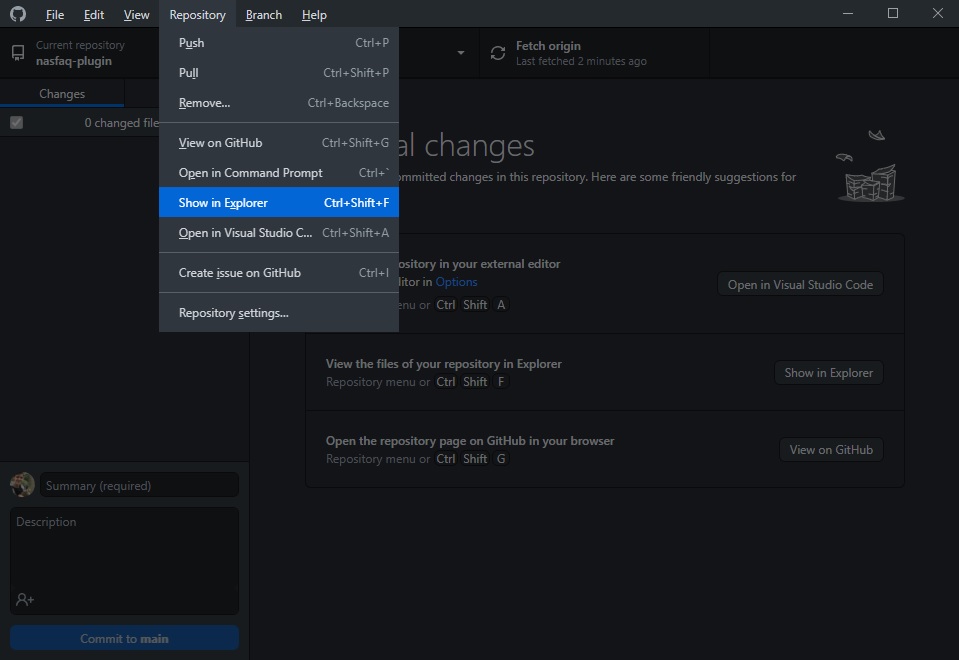 File Edit View Repository Branch Help
Current repository
nasfaq-plugin
Fetch origin
Last fetched 2 minutes ago
Changes
0 changed file
Push Ctrl+P
Pull Ctrl+Shift+P
Remove... Ctrl+Backspace
View on GitHub Ctrl+Shift+G
Open in Command Prompt Ctrl+`
Show in Explorer Ctrl+Shift+F
Open in Visual Studio C... Ctrl+Shift+A
Create issue on GitHub Ctrl+I
Repository settings...
al changes
ommitted changes in this repository. Here are some friendly suggestions for
ository in your external editor
itor in Options
enu or Ctrl Shift A
Open in Visual Studio Code
View the files of your repository in Explorer
Repository menu or Ctrl Shift F
Show in Explorer
Open the repository page on GitHub in your browser
Repository menu or Ctrl Shift G
View on GitHub
Summary (required)
Description
Commit to main